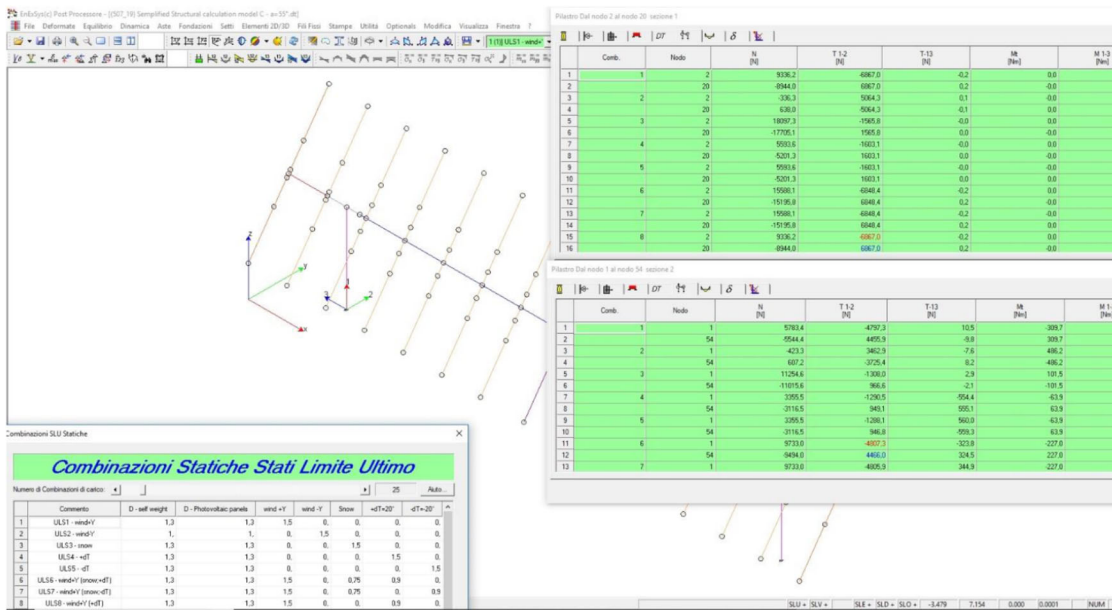 EnExSys(c) Post Processore - [(507_19) Semplified Structural calculation model C - a=55°.dt]
File Deformate Equilibrio Dinamica Aste Fondazioni Setti Elementi 2D/3D Fili Fissi Stampe Utilità Optionals Modifica Visualizza Finestra ?
1 (1)| ULS1 - wind+Y
z
y
x
3
1
2
Pilastro Dal nodo 2 al nodo 20 sezione 1
DT
δ
Comb. Nodo N [N] T 1-2 [N] T-13 [N] Mt [Nm] M 1-3 [Nm]
1 1 2 9336,2 -6867,0 -0,2 0,0
2 20 -8944,0 6867,0 0,2 -0,0
3 2 2 -336,3 5064,3 0,1 -0,0
4 20 638,0 -5064,3 -0,1 0,0
5 3 2 18097,3 -1565,8 0,0 -0,0
6 20 -17705,1 1565,8 0,0 0,0
7 4 2 5593,6 -1603,1 -0,0 0,0
8 20 -5201,3 1603,1 0,0 -0,0
9 5 2 5593,6 -1603,1 -0,0 0,0
10 20 -5201,3 1603,1 0,0 -0,0
11 6 2 15588,1 -6848,4 -0,2 0,0
12 20 -15195,8 6848,4 0,2 -0,0
13 7 2 15588,1 -6848,4 -0,2 0,0
14 20 -15195,8 6848,4 0,2 -0,0
15 8 2 9336,2 -6867,0 -0,2 0,0
16 20 -8944,0 6867,0 0,2 -0,0
Pilastro Dal nodo 1 al nodo 54 sezione 2
DT
δ
Comb. Nodo N [N] T 1-2 [N] T-13 [N] Mt [Nm] M 1- [Nm]
1 1 1 5783,4 -4797,3 10,5 -309,7
2 54 -5544,4 4455,9 -9,8 309,7
3 2 1 -423,3 3462,9 -7,6 486,2
4 54 607,2 -3725,4 8,2 -486,2
5 3 1 11254,6 -1308,0 2,9 101,5
6 54 -11015,6 966,6 -2,1 -101,5
7 4 1 3355,5 -1290,5 -554,4 -63,9
8 54 -3116,5 949,1 555,1 63,9
9 5 1 3355,5 -1288,1 560,0 -63,9
10 54 -3116,5 946,8 -559,3 63,9
11 6 1 9733,0 -4807,3 -323,8 -227,0
12 54 -9494,0 4466,0 324,5 227,0
13 7 1 9733,0 -4805,9 344,9 -227,0
Combinazioni SLU Statiche
Combinazioni Statiche Stati Limite Ultimo
Numero di Combinazioni di carico: 25 Auto...
Commento D - self weight D - Photovoltaic panels wind +Y wind -Y Snow +dT=20° -dT=-20°
1 ULS1 - wind+Y 1,3 1,3 1,5 0, 0, 0, 0,
2 ULS2 - wind-Y 1, 1, 0, 1,5 0, 0, 0,
3 ULS3 - snow 1,3 1,3 0, 0, 1,5 0, 0,
4 ULS4 - +dT 1,3 1,3 0, 0, 0, 1,5 0,
5 ULS5 - -dT 1,3 1,3 0, 0, 0, 0, 1,5
6 ULS6 - wind+Y (snow;+dT) 1,3 1,3 1,5 0, 0,75 0,9 0,
7 ULS7 - wind+Y (snow;-dT) 1,3 1,3 1,5 0, 0,75 0, 0,9
8 ULS8 - wind+Y (+dT) 1,3 1,3 1,5 0, 0, 0,9 0,
SLU + SLV + SLE + SLD + SLO + -3.479 7.154 0.000 0.0001 NUM